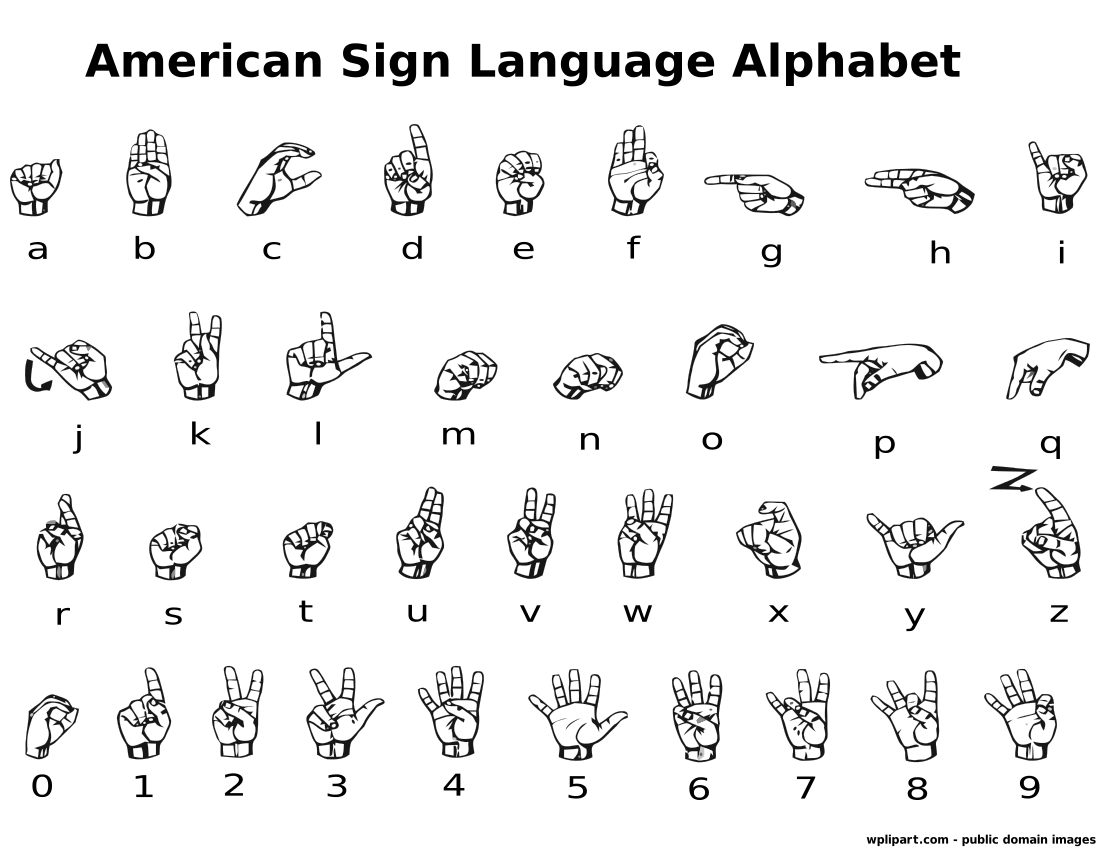 American Sign Language Alphabet
a b c d e f g h i
j k l m n o p q
Z
r s t u v w x y z
0 1 2 3 4 5 6 7 8 9
wplipart.com - public domain images